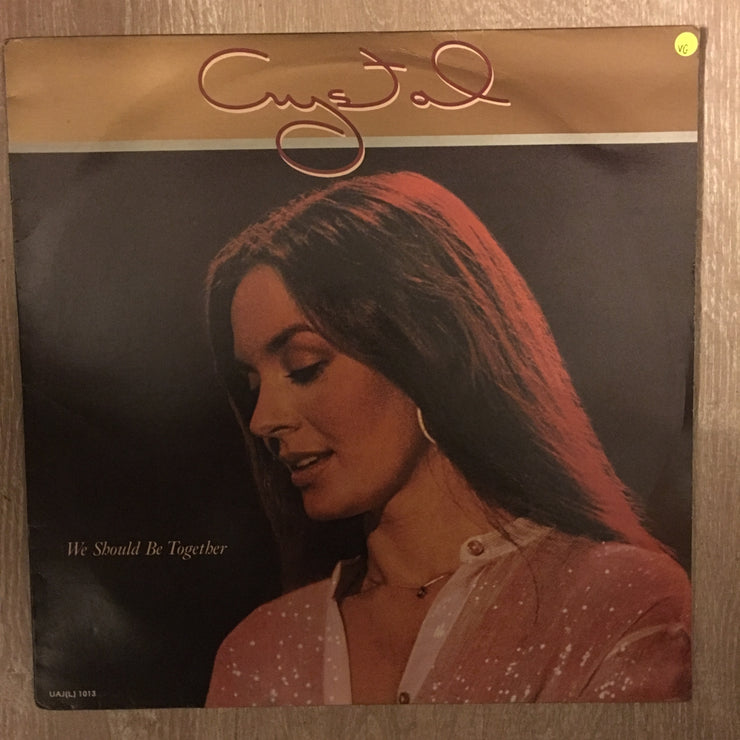 Crystal
VG
We Should Be Together
UAJ(L) 1013